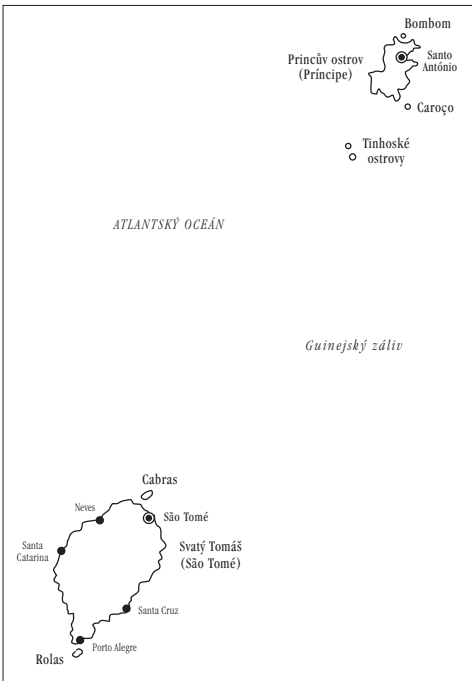 Bombom
Princův ostrov
(Príncipe)
Santo
António
Caroço
Tinhoské
ostrovy
ATLANTSKÝ OCEÁN
Guinejský záliv
Cabras
Neves
São Tomé
Santa
Catarina
Svatý Tomáš
(São Tomé)
Santa Cruz
Porto Alegre
Rolas